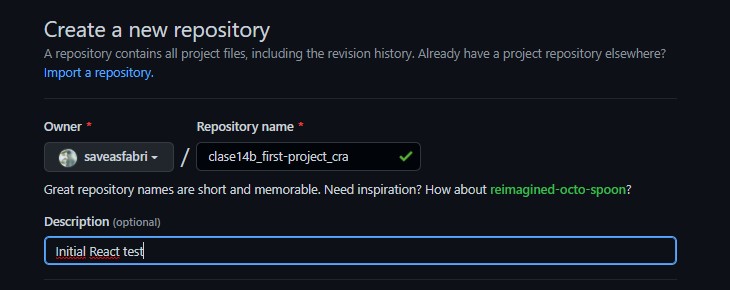 Create a new repository
A repository contains all project files, including the revision history. Already have a project repository elsewhere?
Import a repository.
Owner * Repository name *
saveasfabri / clase14b_first-project_cra
Great repository names are short and memorable. Need inspiration? How about reimagined-octo-spoon?
Description (optional)
Initial React test